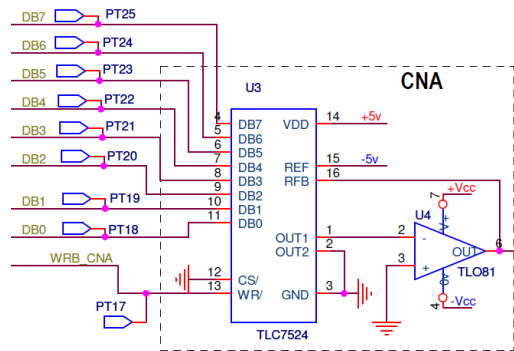 DB7 PT25
DB6 PT24
DB5 PT23
DB4 PT22
DB3 PT21
DB2 PT20
DB1 PT19
DB0 PT18
WRB_CNA
PT17
CNA
U3
4 DB7 VDD 14 +5v
5 DB6
6 DB5
7 DB4 REF 15 -5v
8 DB3 RFB 16
9 DB2
10 DB1
11 DB0
OUT1 1
OUT2 2
12 CS/
13 WR/ GND 3
TLC7524
U4
7 +Vcc
V+
2 -
OUT 6
3 +
0v
TLO81
4 -Vcc